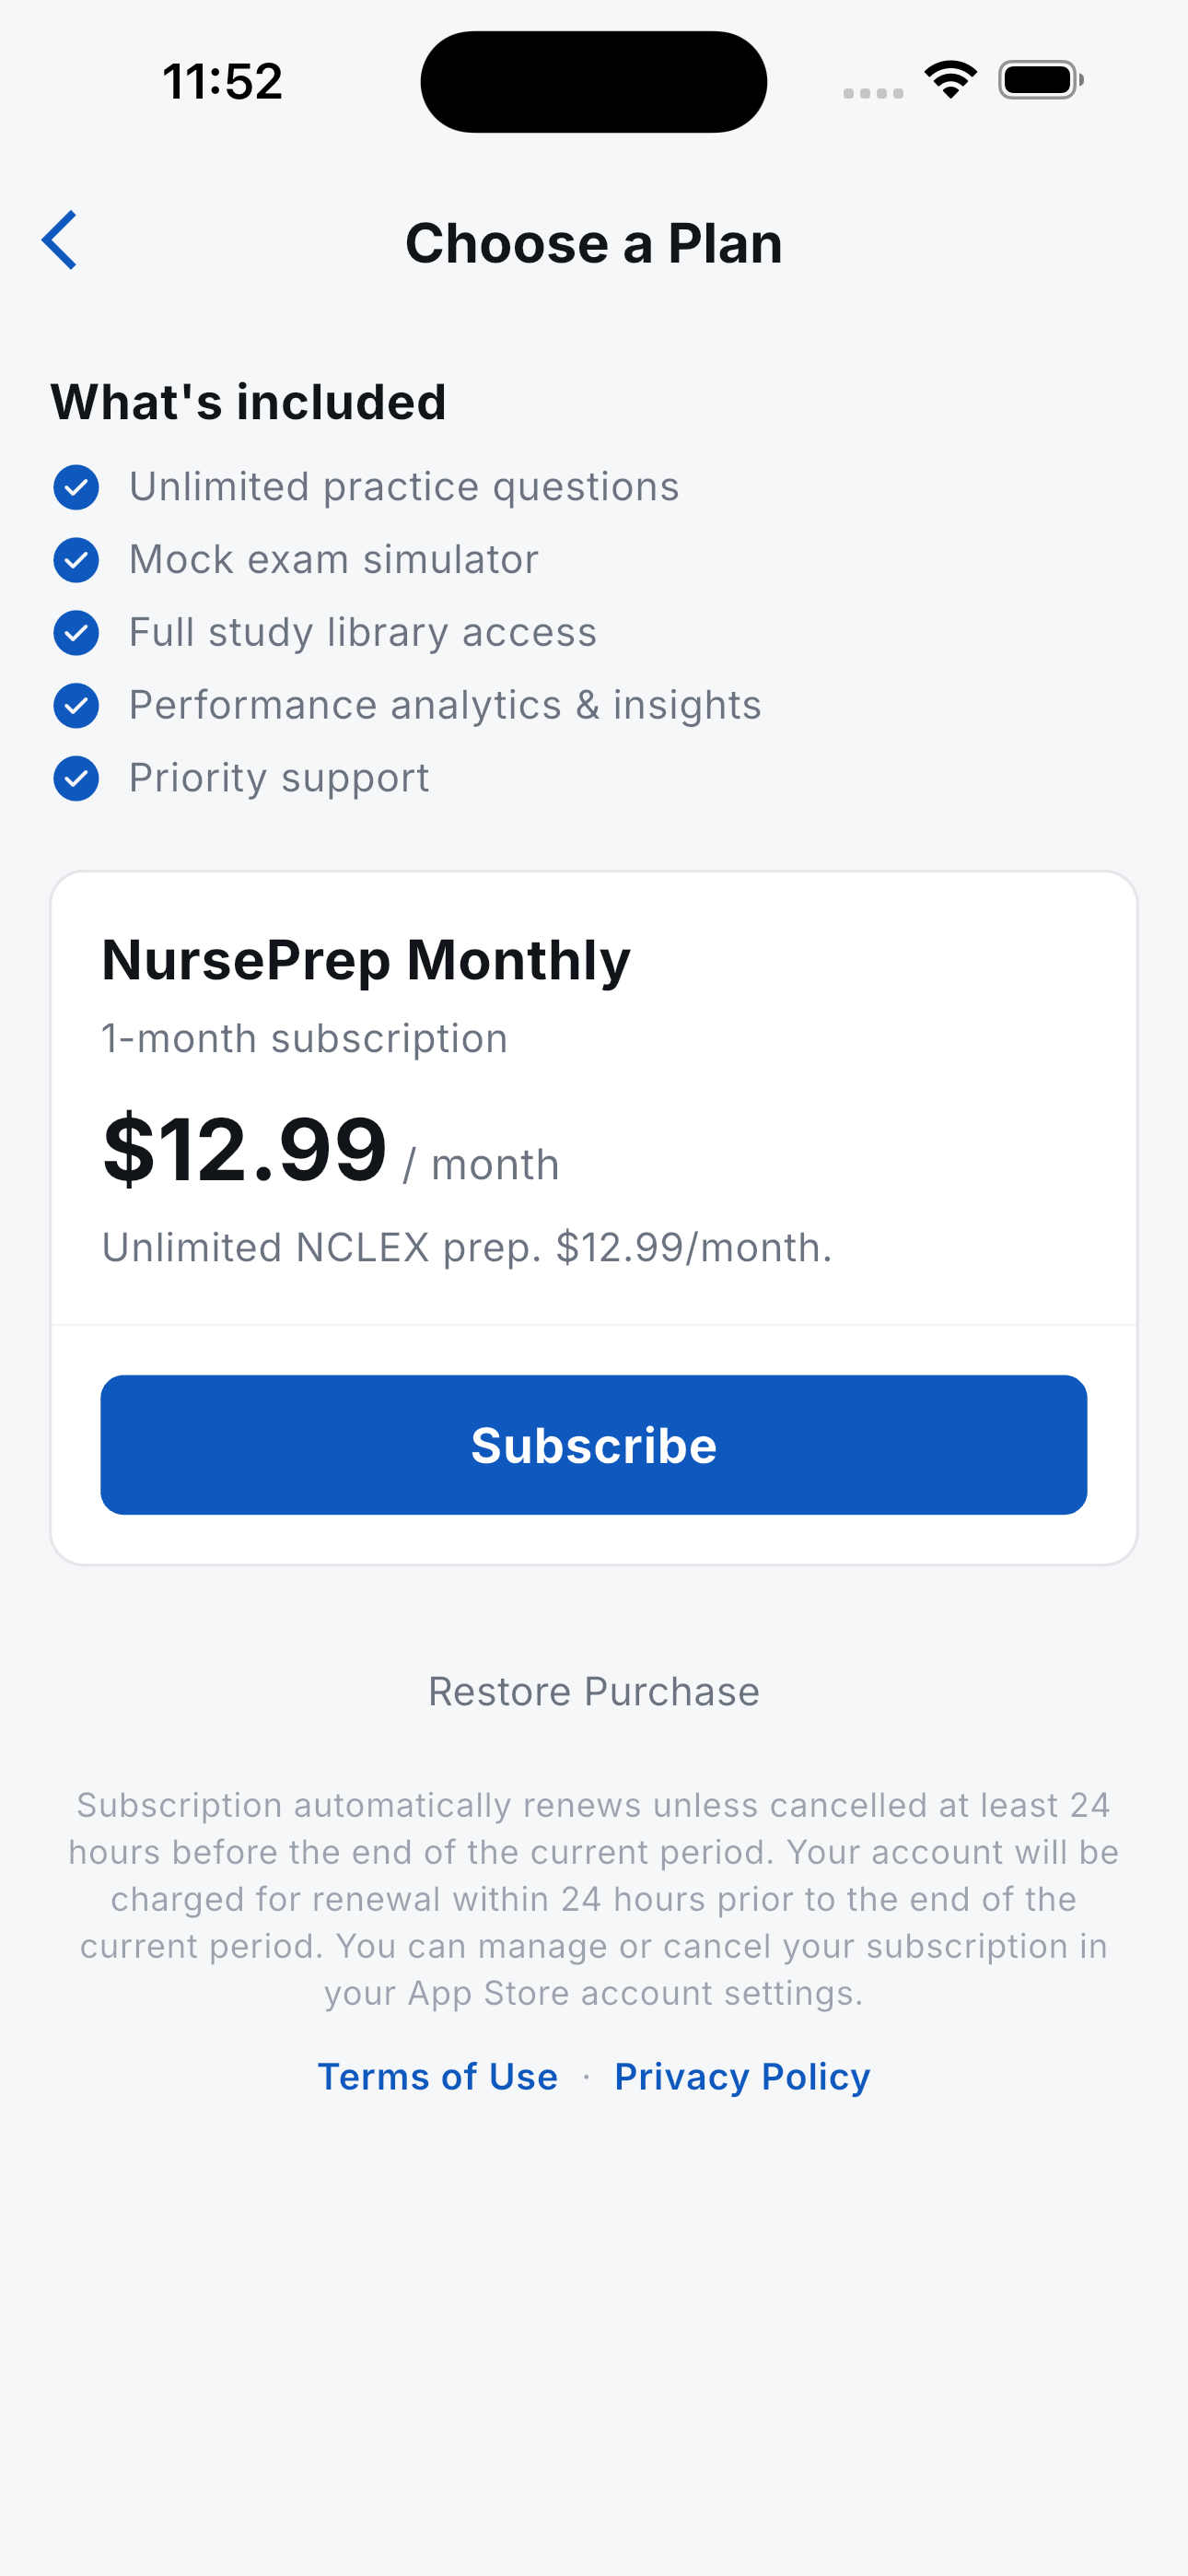 11:52
Choose a Plan
What's included
Unlimited practice questions
Mock exam simulator
Full study library access
Performance analytics & insights
Priority support
NursePrep Monthly
1-month subscription
$12.99 / month
Unlimited NCLEX prep. $12.99/month.
Subscribe
Restore Purchase
Subscription automatically renews unless cancelled at least 24
hours before the end of the current period. Your account will be
charged for renewal within 24 hours prior to the end of the
current period. You can manage or cancel your subscription in
your App Store account settings.
Terms of Use · Privacy Policy